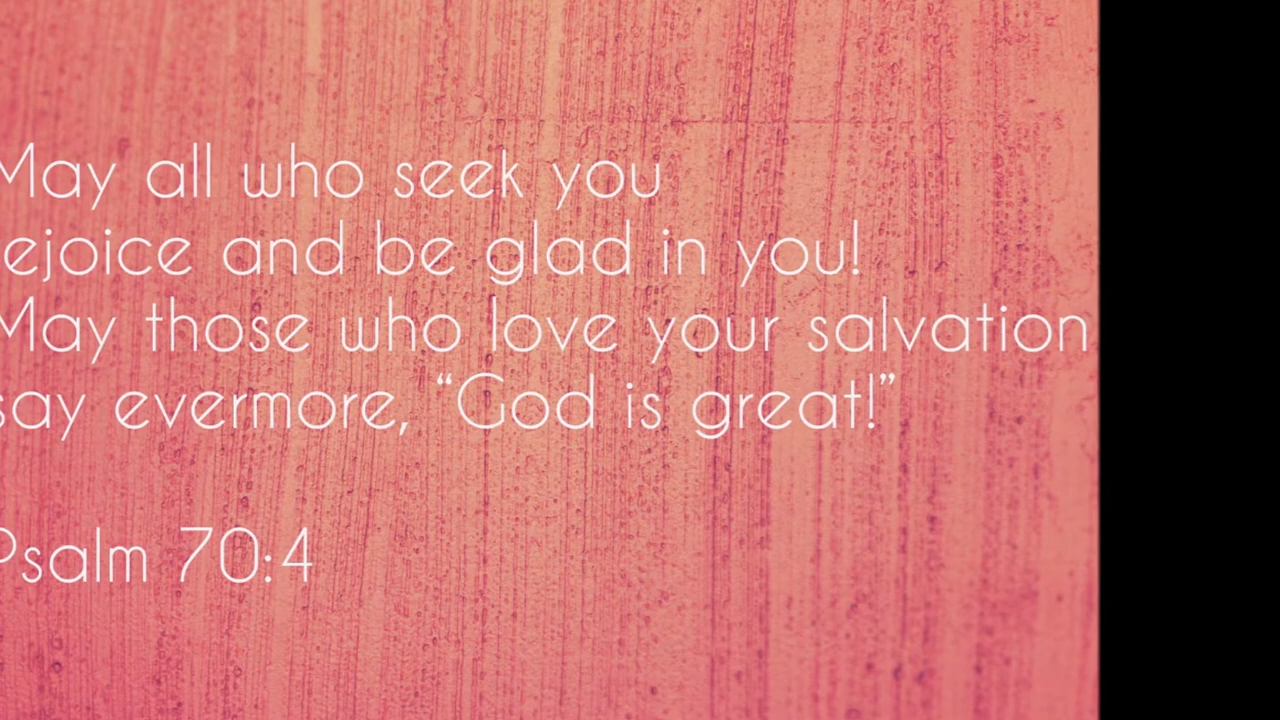 May all who seek you
ejoice and be glad in you!
May those who love your salvation
say evermore, “God is great!”
Psalm 70:4